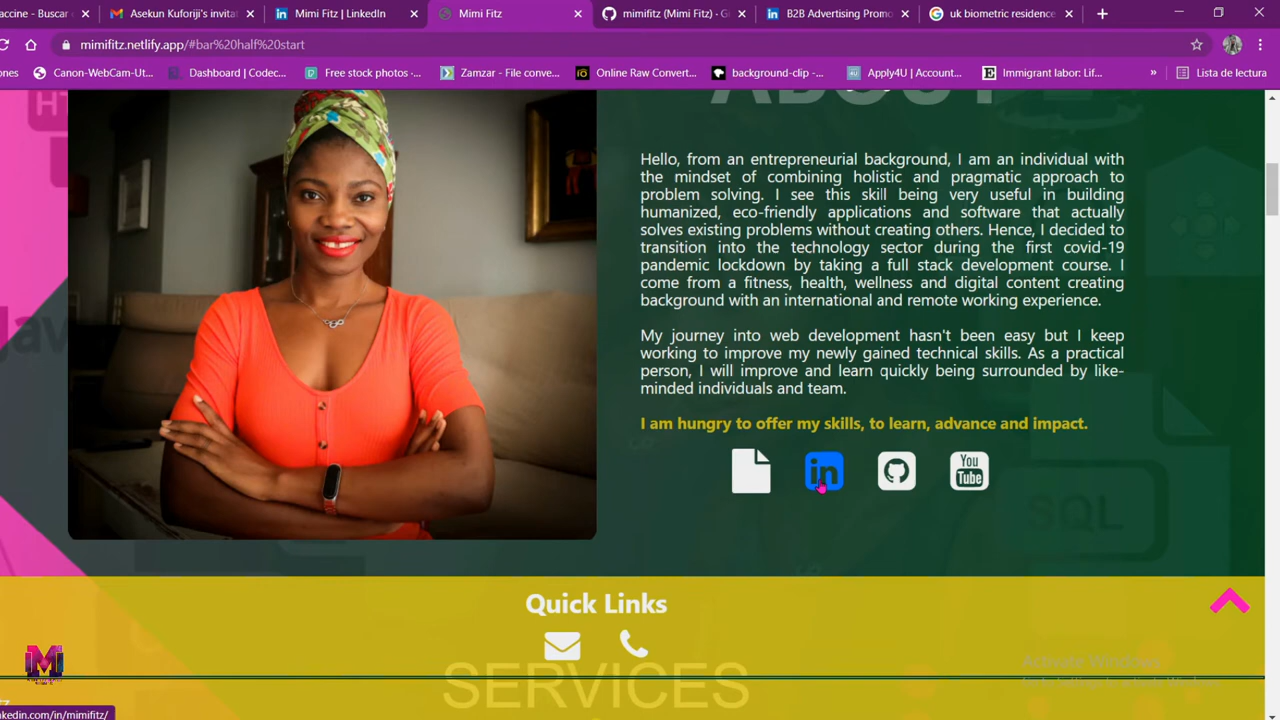 accine - Buscar
Asekun Kuforiji's invitat
Mimi Fitz | LinkedIn
Mimi Fitz
mimifitz (Mimi Fitz) · Gi
B2B Advertising Promo
uk biometric residence
mimifitz.netlify.app/#bar%20half%20start
ones
Canon-WebCam-Ut...
Dashboard | Codec...
Free stock photos ·...
Zamzar - File conve...
Online Raw Convert...
background-clip -...
Apply4U | Account...
Immigrant labor: Lif...
»
Lista de lectura
ABOUT
Hello, from an entrepreneurial background, I am an individual with
the mindset of combining holistic and pragmatic approach to
problem solving. I see this skill being very useful in building
humanized, eco-friendly applications and software that actually
solves existing problems without creating others. Hence, I decided to
transition into the technology sector during the first covid-19
pandemic lockdown by taking a full stack development course. I
come from a fitness, health, wellness and digital content creating
background with an international and remote working experience.
My journey into web development hasn't been easy but I keep
working to improve my newly gained technical skills. As a practical
person, I will improve and learn quickly being surrounded by like-
minded individuals and team.
I am hungry to offer my skills, to learn, advance and impact.
in
You
Tube
SQL
Quick Links
SERVICES
M
Activate Windows
nkedin.com/in/mimifitz/